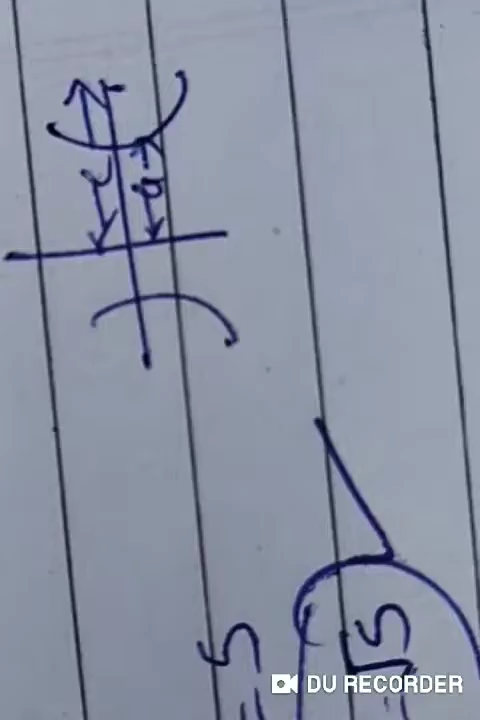 c
a
= 5
= √5
DU RECORDER